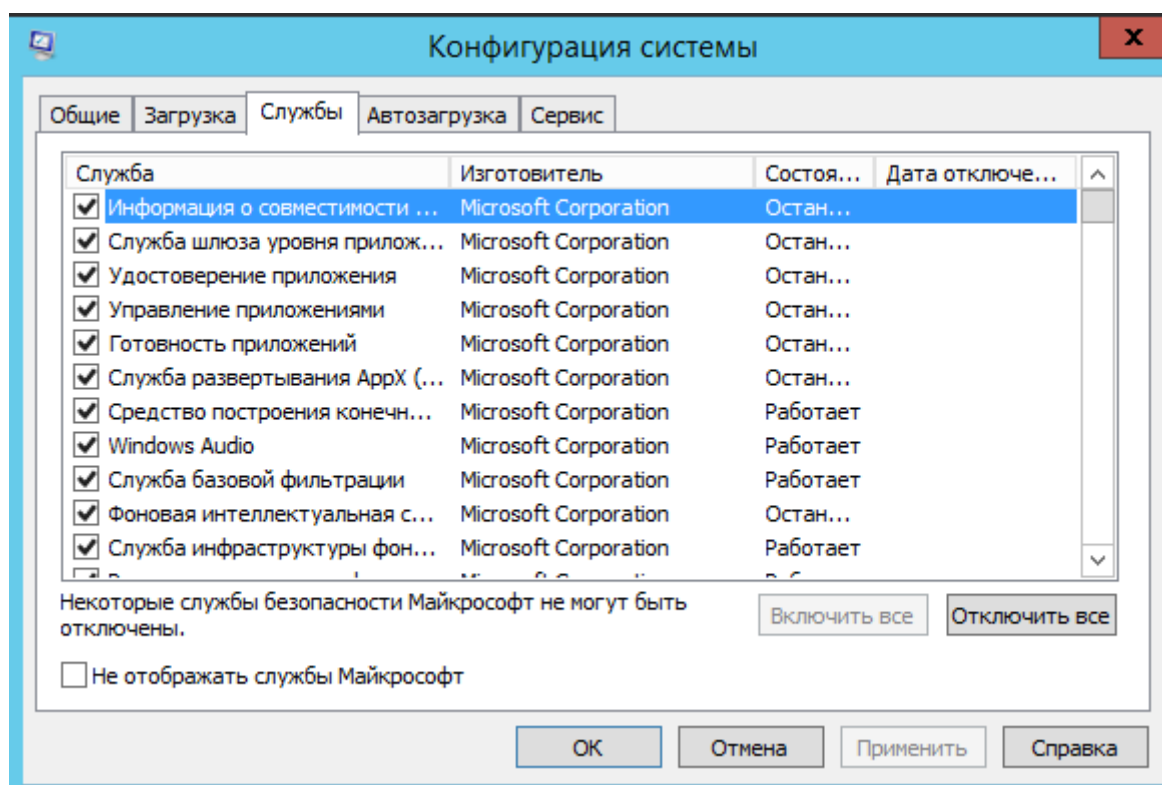 Конфигурация системы
x
Общие Загрузка Службы Автозагрузка Сервис
Служба Изготовитель Состоя... Дата отключе...
Информация о совместимости ... Microsoft Corporation Остан...
Служба шлюза уровня прилож... Microsoft Corporation Остан...
Удостоверение приложения Microsoft Corporation Остан...
Управление приложениями Microsoft Corporation Остан...
Готовность приложений Microsoft Corporation Остан...
Служба развертывания AppX (... Microsoft Corporation Остан...
Средство построения конечн... Microsoft Corporation Работает
Windows Audio Microsoft Corporation Работает
Служба базовой фильтрации Microsoft Corporation Работает
Фоновая интеллектуальная с... Microsoft Corporation Остан...
Служба инфраструктуры фон... Microsoft Corporation Работает
Некоторые службы безопасности Майкрософт не могут быть
отключены.
Включить все Отключить все
Не отображать службы Майкрософт
ОК Отмена Применить Справка